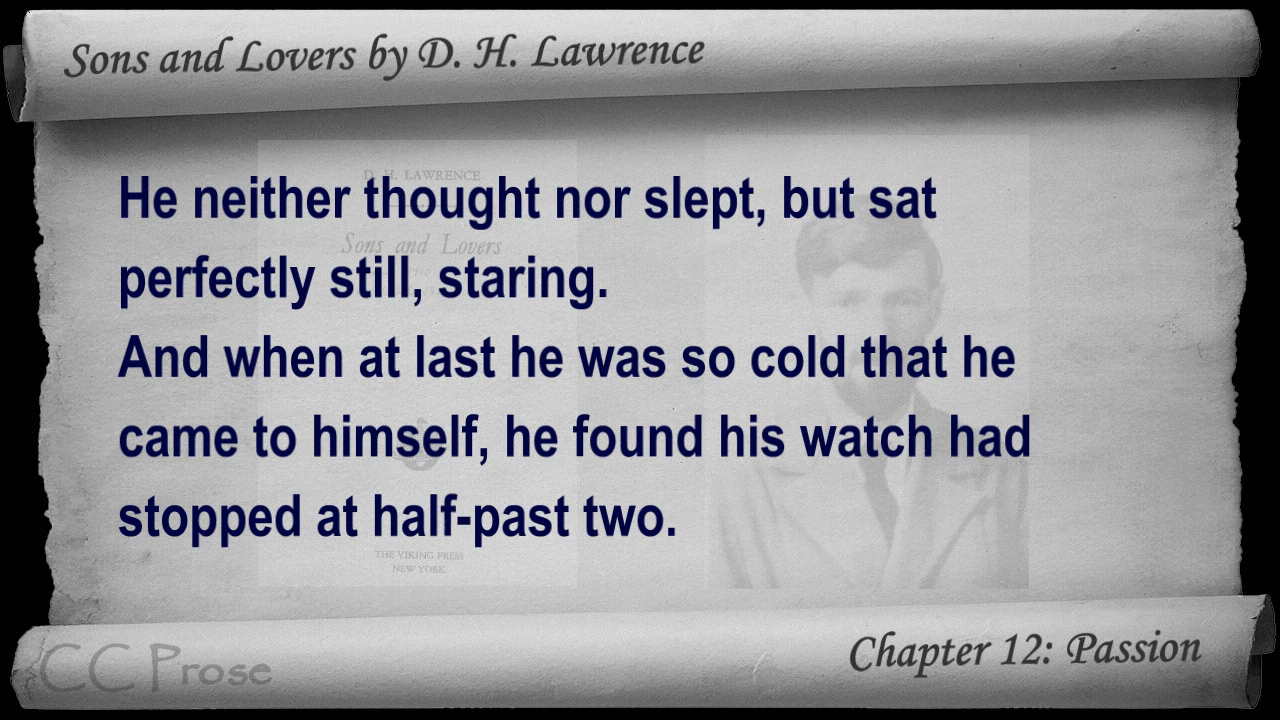 Sons and Lovers by D. H. Lawrence
D. H. LAWRENCE
He neither thought nor slept, but sat
Sons and Lovers
perfectly still, staring.
And when at last he was so cold that he
came to himself, he found his watch had
stopped at half-past two.
THE VIKING PRESS
NEW YORK
CC Prose
Chapter 12: Passion